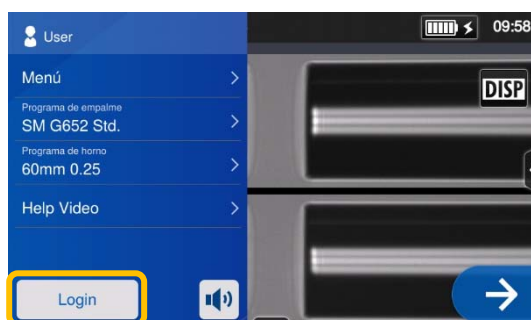 User
09:58
Menú
DISP
Programa de empalme
SM G652 Std.
Programa de horno
60mm 0.25
Help Video
Login